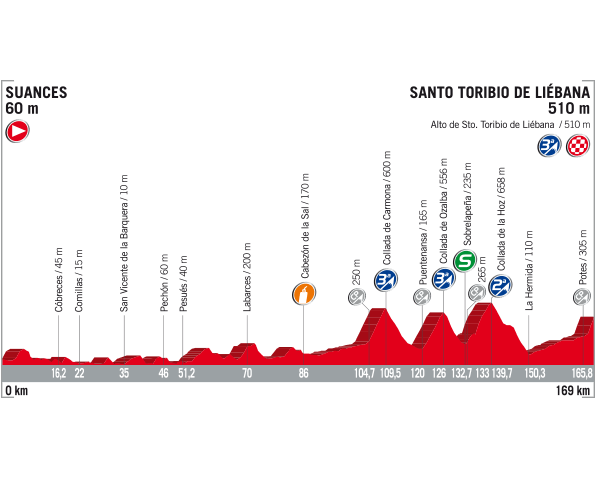 SUANCES
60 m
SANTO TORIBIO DE LIÉBANA
510 m
Alto de Sto. Toribio de Liébana / 510 m
3ª
Cóbreces / 45 m
Comillas / 15 m
San Vicente de la Barquera / 10 m
Pechón / 60 m
Pesués / 40 m
Labarces / 200 m
Cabezón de la Sal / 170 m
250 m
Collada de Carmona / 600 m
3ª
Puentenansa / 165 m
Collada de Ozalba / 556 m
3ª
Sobrelapeña / 235 m
S
265 m
Collada de la Hoz / 658 m
2ª
La Hermida / 110 m
Potes / 305 m
16,2 22 35 46 51,2 70 86 104,7 109,5 120 126 132,7 133 139,7 150,3 165,8
0 km
169 km